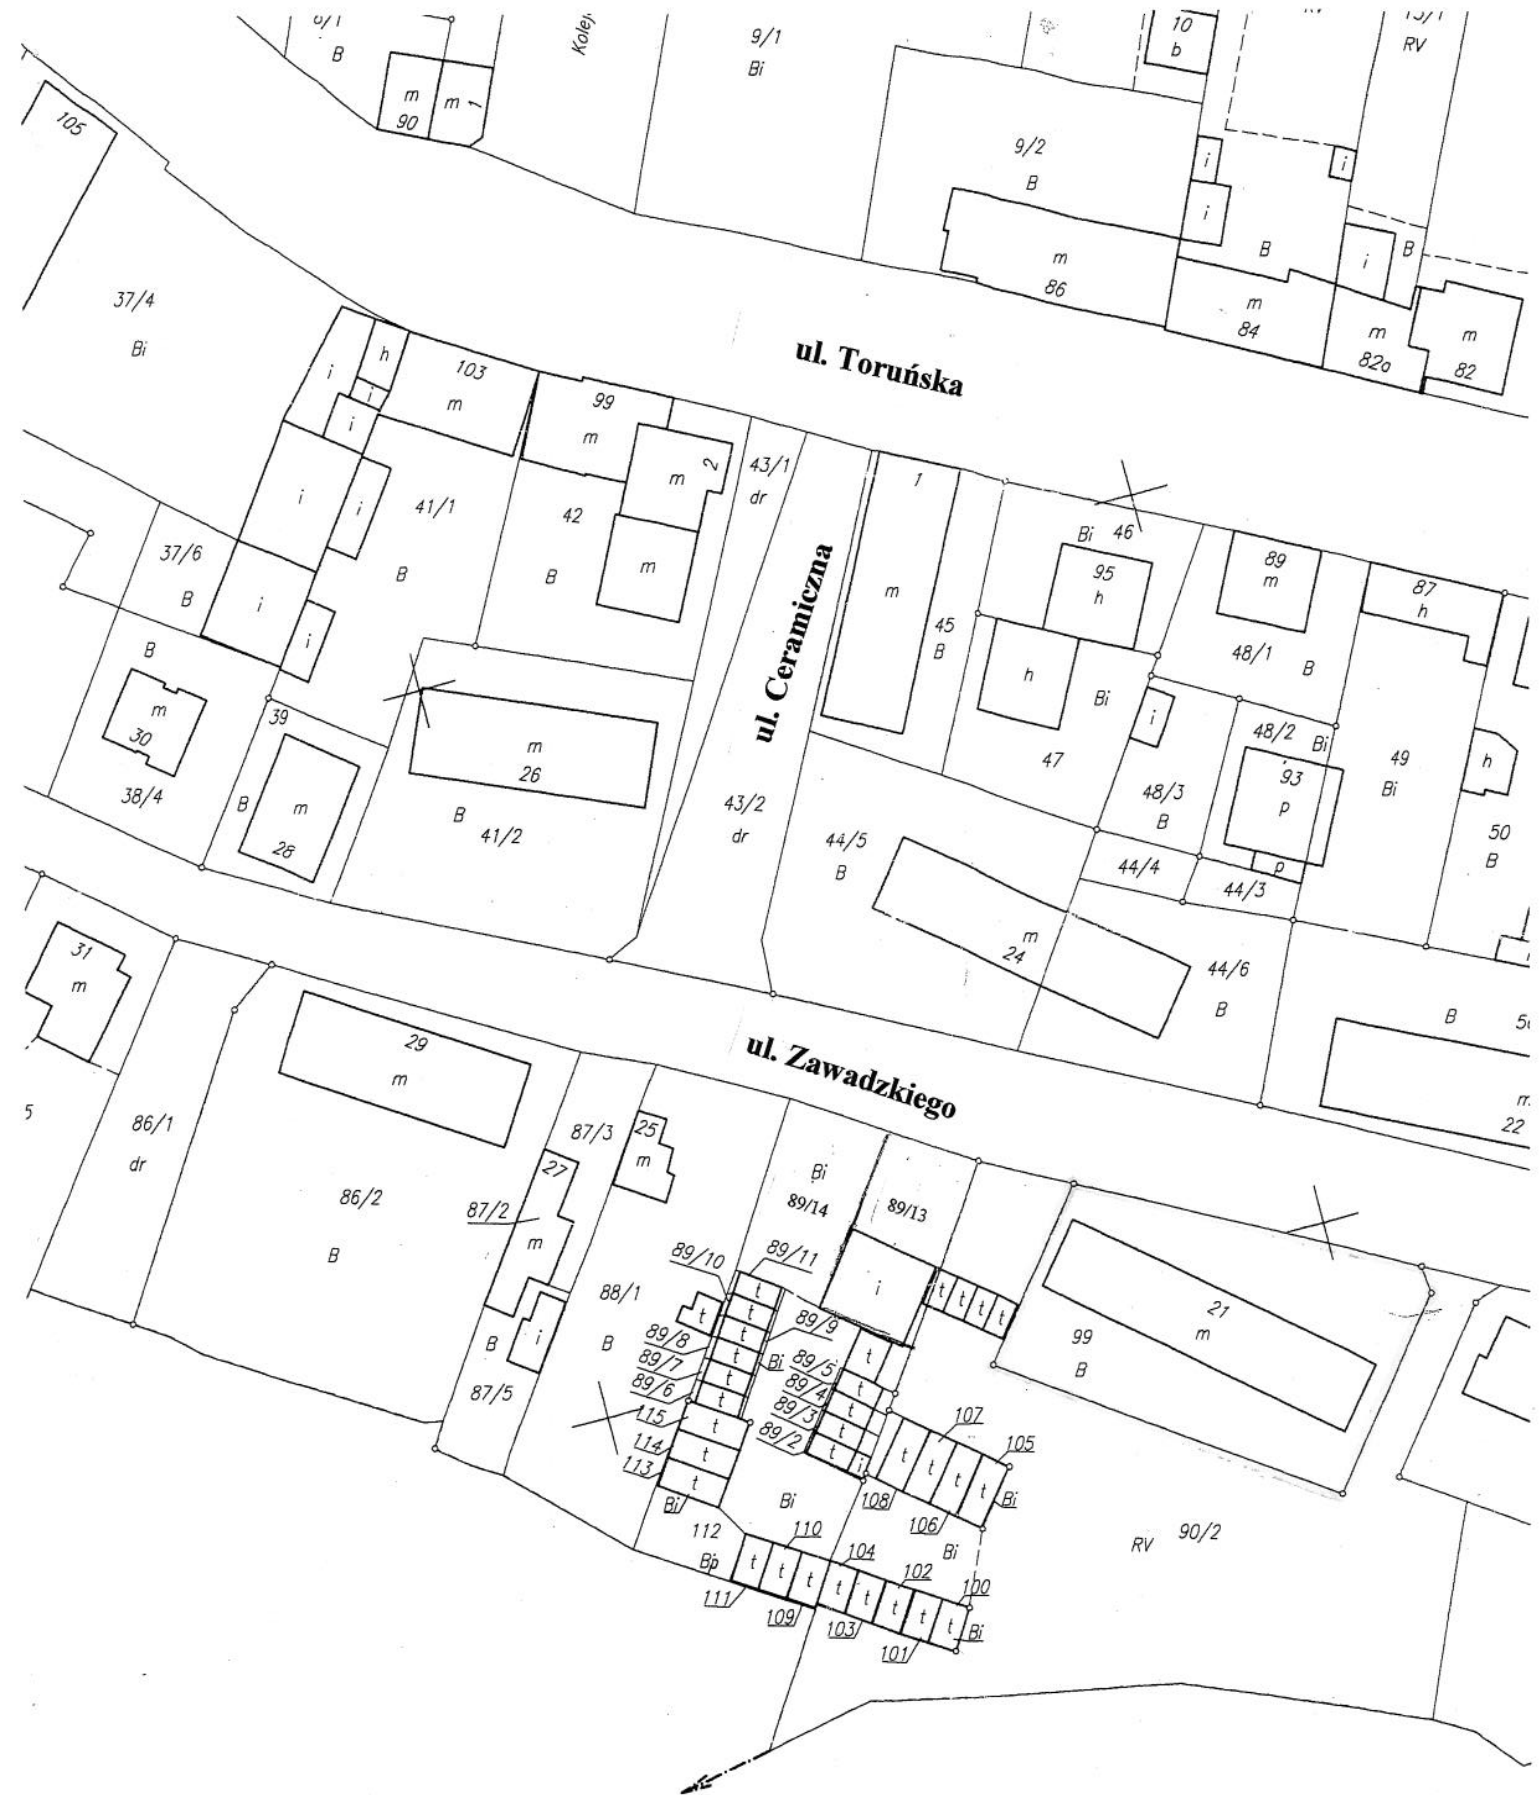 B
m
90
m
1
9/1
Bi
10
b
RV
105
9/2
B
i
i
i
m
86
B
i
B
m
84
m
82a
m
82
37/4
Bi
ul. Toruńska
h
i
i
i
103
m
99
m
m
2
43/1
dr
1
i
i
41/1
42
B
B
m
ul. Ceramiczna
m
45
B
Bi 46
95
h
89
m
87
h
37/6
B
i
i
48/1
B
h
Bi
i
47
B
m
30
38/4
39
B
m
28
m
26
B
41/2
43/2
dr
48/2
Bi
93
p
p
48/3
B
49
Bi
h
50
B
44/5
B
44/4
44/3
m
24
44/6
B
31
m
29
m
ul. Zawadzkiego
B
22
86/1
dr
86/2
B
87/3
25
m
27
87/2
m
i
B
87/5
88/1
B
Bi
89/14
89/13
i
t
t
t
t
89/10
89/11
t
t
t
t
t
t
t
89/9
89/8
89/7
89/6
Bi
89/5
89/4
89/3
89/2
t
t
t
t
t
i
115
114
113
t
t
t
Bi
21
m
99
B
107
105
t
t
t
t
Bi
108
106
Bi
112
Bp
110
104
102
100
t
t
t
t
t
t
t
t
Bi
Bi
111
109
103
101
RV
90/2